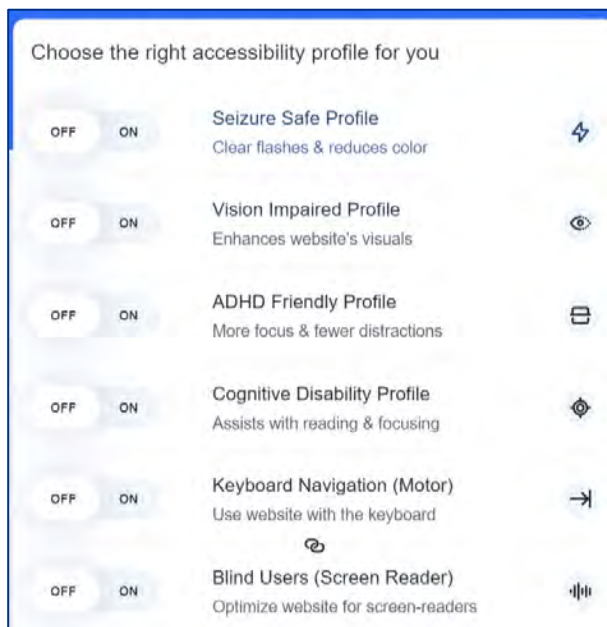 Choose the right accessibility profile for you
OFF ON Seizure Safe Profile
Clear flashes & reduces color
OFF ON Vision Impaired Profile
Enhances website's visuals
OFF ON ADHD Friendly Profile
More focus & fewer distractions
OFF ON Cognitive Disability Profile
Assists with reading & focusing
OFF ON Keyboard Navigation (Motor)
Use website with the keyboard
OFF ON Blind Users (Screen Reader)
Optimize website for screen-readers